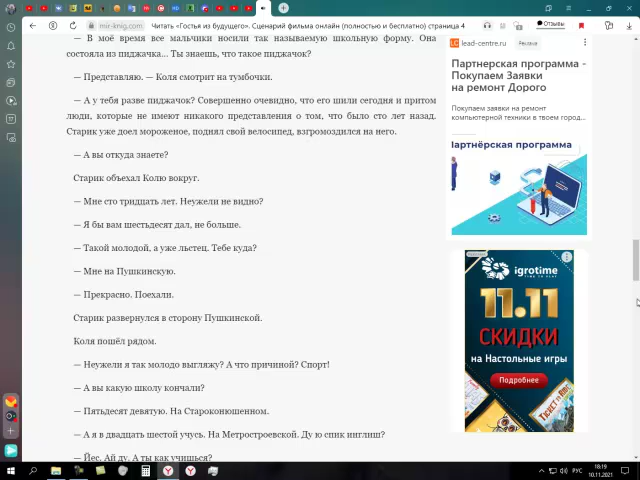 Отзывы
mir-knig.com Читать «Гостья из будущего». Сценарий фильма онлайн (полностью и бесплатно) страница 4
— В моё время все мальчики носили так называемую школьную форму. Она
состояла из пиджачка... Ты знаешь, что такое пиджачок?
— Представляю. — Коля смотрит на тумбочки.
— А у тебя разве пиджачок? Совершенно очевидно, что его шили сегодня и притом
люди, которые не имеют никакого представления о том, что было сто лет назад.
Старик уже доел мороженое, поднял свой велосипед, взгромоздился на него.
— А вы откуда знаете?
Старик объехал Колю вокруг.
— Мне сто тридцать лет. Неужели не видно?
— Я бы вам шестьдесят дал, не больше.
— Такой молодой, а уже льстец. Тебе куда?
— Мне на Пушкинскую.
— Прекрасно. Поехали.
Старик развернулся в сторону Пушкинской.
Коля пошёл рядом.
— Неужели я так молодо выгляжу? А что причиной? Спорт!
— А вы какую школу кончали?
— Пятьдесят девятую. На Староконюшенном.
— А я в двадцать шестой учусь. На Метростроевской. Ду ю спик инглиш?
— Йес. Ай ду. А ты как учишься?
LC lead-centre.ru Реклама
Партнерская программа -
Покупаем Заявки
на ремонт Дорого
Покупаем заявки на ремонт
компьютерной техники в твоем город...
Партнёрская программа
igrotime
11.11
СКИДКИ
на Настольные игры
Подробнее
TICKET TO RIDE
РУС
18:19
10.11.2021